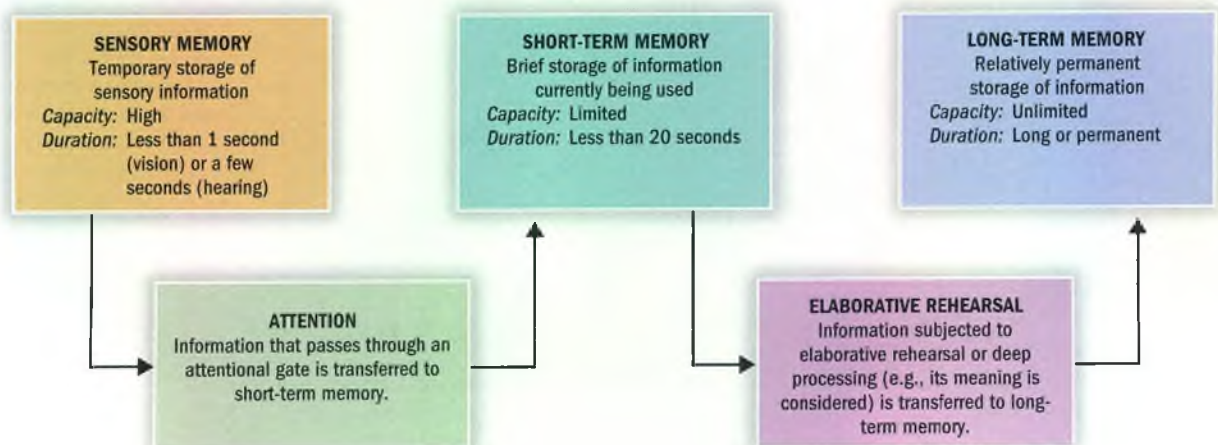 SENSORY MEMORY
Temporary storage of
sensory information
Capacity: High
Duration: Less than 1 second
(vision) or a few
seconds (hearing)
SHORT-TERM MEMORY
Brief storage of information
currently being used
Capacity: Limited
Duration: Less than 20 seconds
LONG-TERM MEMORY
Relatively permanent
storage of information
Capacity: Unlimited
Duration: Long or permanent
ATTENTION
Information that passes through an
attentional gate is transferred to
short-term memory.
ELABORATIVE REHEARSAL
Information subjected to
elaborative rehearsal or deep
processing (e.g., its meaning is
considered) is transferred to long-
term memory.